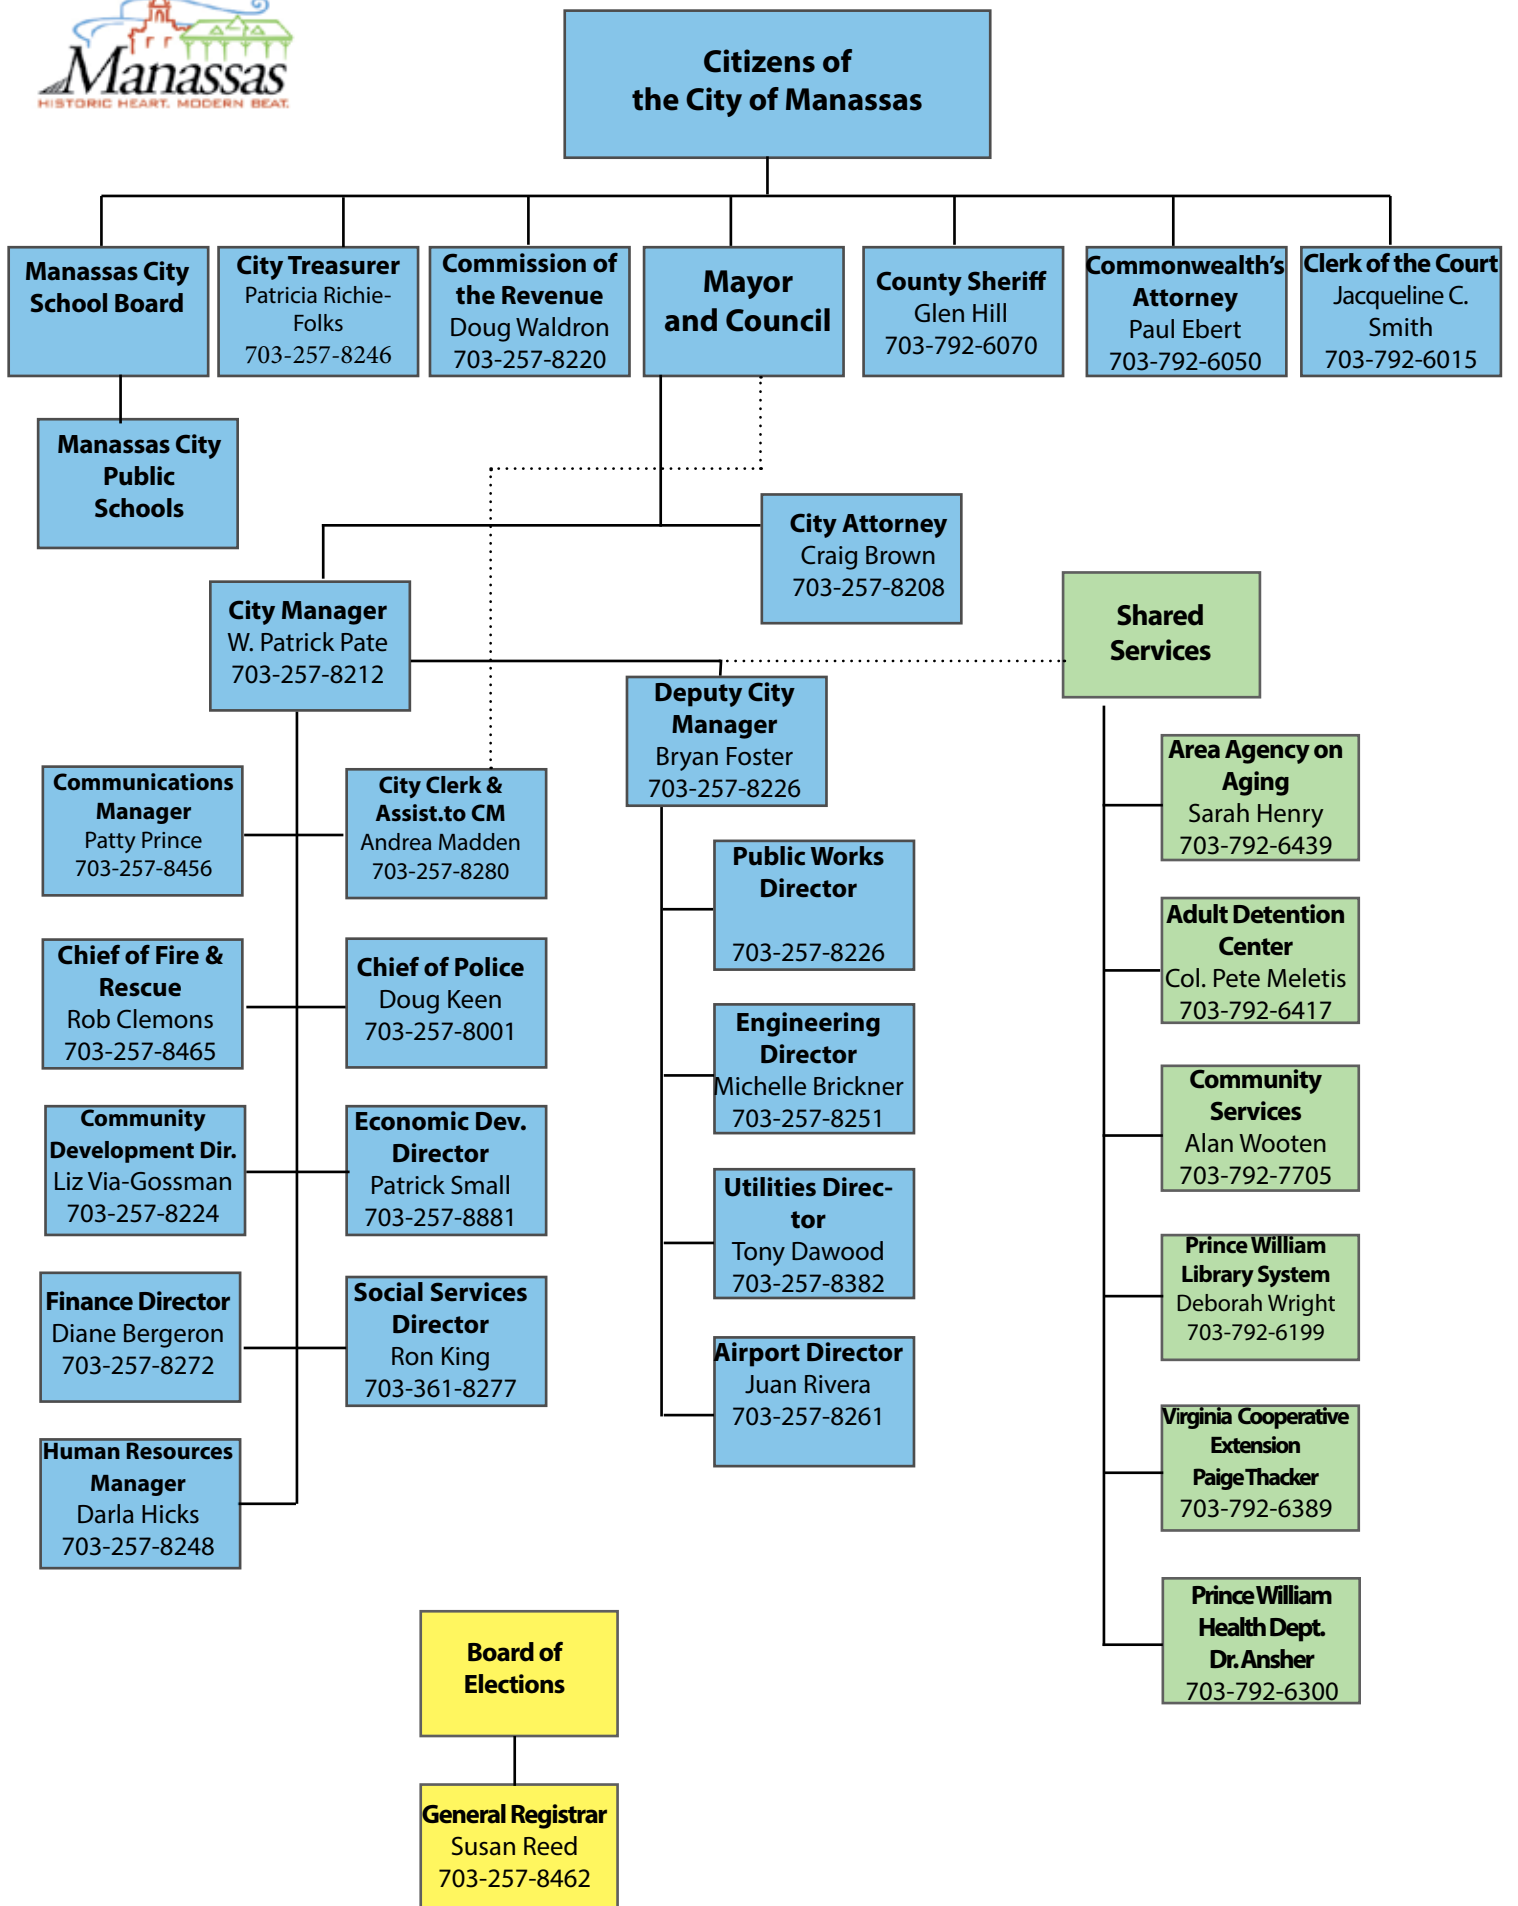 Manassas
HISTORIC HEART. MODERN BEAT.
Citizens of
the City of Manassas
Manassas City
School Board
City Treasurer
Patricia Richie-
Folks
703-257-8246
Commission of
the Revenue
Doug Waldron
703-257-8220
Mayor
and Council
County Sheriff
Glen Hill
703-792-6070
Commonwealth's
Attorney
Paul Ebert
703-792-6050
Clerk of the Court
Jacqueline C.
Smith
703-792-6015
Manassas City
Public
Schools
City Attorney
Craig Brown
703-257-8208
City Manager
W. Patrick Pate
703-257-8212
Shared
Services
Deputy City
Manager
Bryan Foster
703-257-8226
Communications
Manager
Patty Prince
703-257-8456
City Clerk &
Assist.to CM
Andrea Madden
703-257-8280
Chief of Fire &
Rescue
Rob Clemons
703-257-8465
Chief of Police
Doug Keen
703-257-8001
Community
Development Dir.
Liz Via-Gossman
703-257-8224
Economic Dev.
Director
Patrick Small
703-257-8881
Finance Director
Diane Bergeron
703-257-8272
Social Services
Director
Ron King
703-361-8277
Human Resources
Manager
Darla Hicks
703-257-8248
Public Works
Director
703-257-8226
Engineering
Director
Michelle Brickner
703-257-8251
Utilities Direc-
tor
Tony Dawood
703-257-8382
Airport Director
Juan Rivera
703-257-8261
Area Agency on
Aging
Sarah Henry
703-792-6439
Adult Detention
Center
Col. Pete Meletis
703-792-6417
Community
Services
Alan Wooten
703-792-7705
Prince William
Library System
Deborah Wright
703-792-6199
Virginia Cooperative
Extension
Paige Thacker
703-792-6389
Prince William
Health Dept.
Dr. Ansher
703-792-6300
Board of
Elections
General Registrar
Susan Reed
703-257-8462